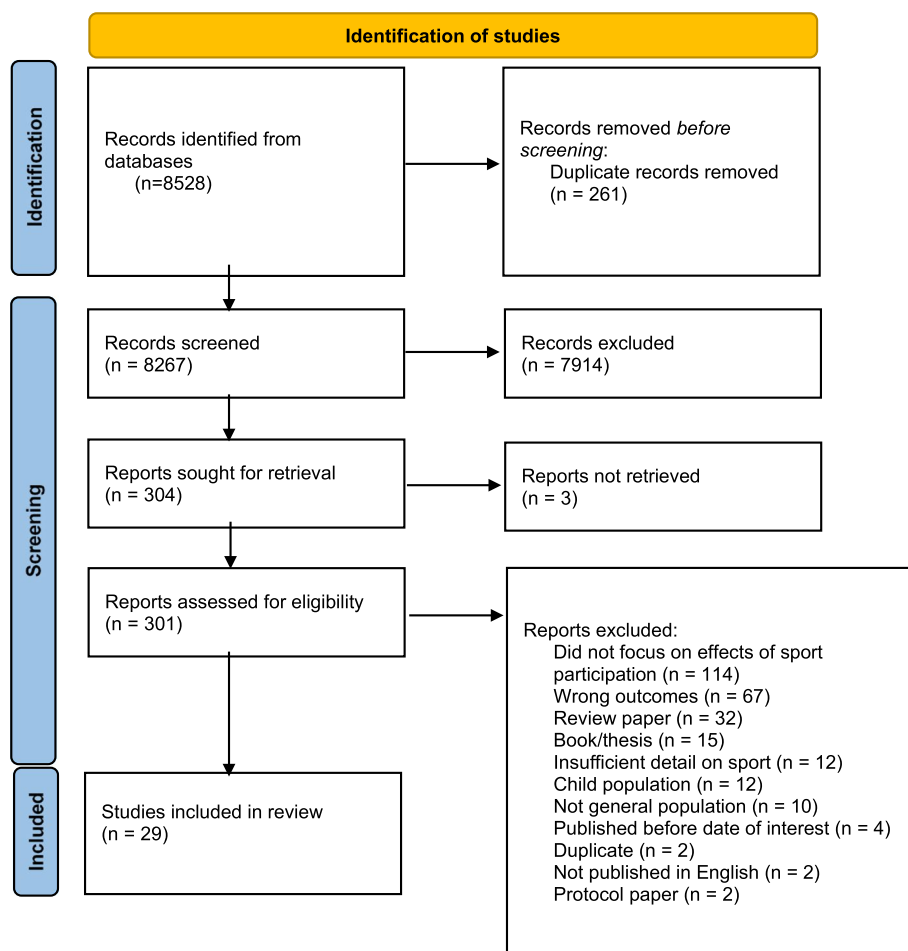 Identification of studies
Identification
Records identified from
databases
(n=8528)
Records removed before
screening:
Duplicate records removed
(n = 261)
Screening
Records screened
(n = 8267)
Records excluded
(n = 7914)
Reports sought for retrieval
(n = 304)
Reports not retrieved
(n = 3)
Reports assessed for eligibility
(n = 301)
Reports excluded:
Did not focus on effects of sport
participation (n = 114)
Wrong outcomes (n = 67)
Review paper (n = 32)
Book/thesis (n = 15)
Insufficient detail on sport (n = 12)
Child population (n = 12)
Not general population (n = 10)
Published before date of interest (n = 4)
Duplicate (n = 2)
Not published in English (n = 2)
Protocol paper (n = 2)
Included
Studies included in review
(n = 29)